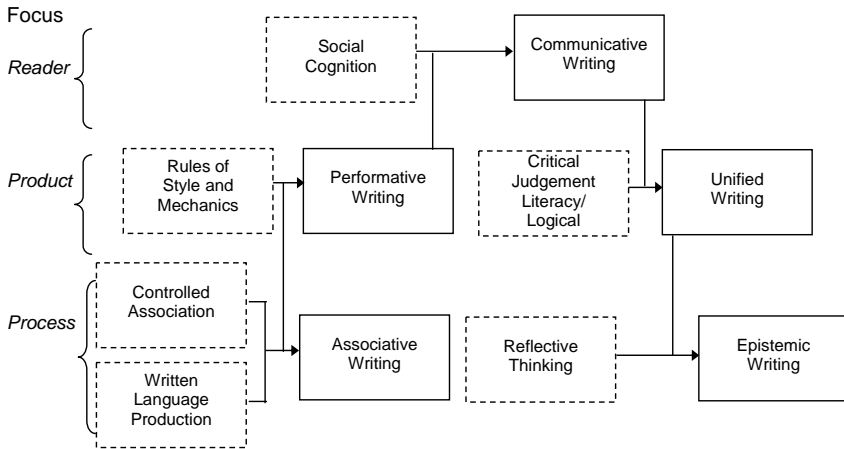 Focus
Reader
Social
Cognition
Communicative
Writing
Product
Rules of
Style and
Mechanics
Performative
Writing
Critical
Judgement
Literacy/
Logical
Unified
Writing
Process
Controlled
Association
Written
Language
Production
Associative
Writing
Reflective
Thinking
Epistemic
Writing